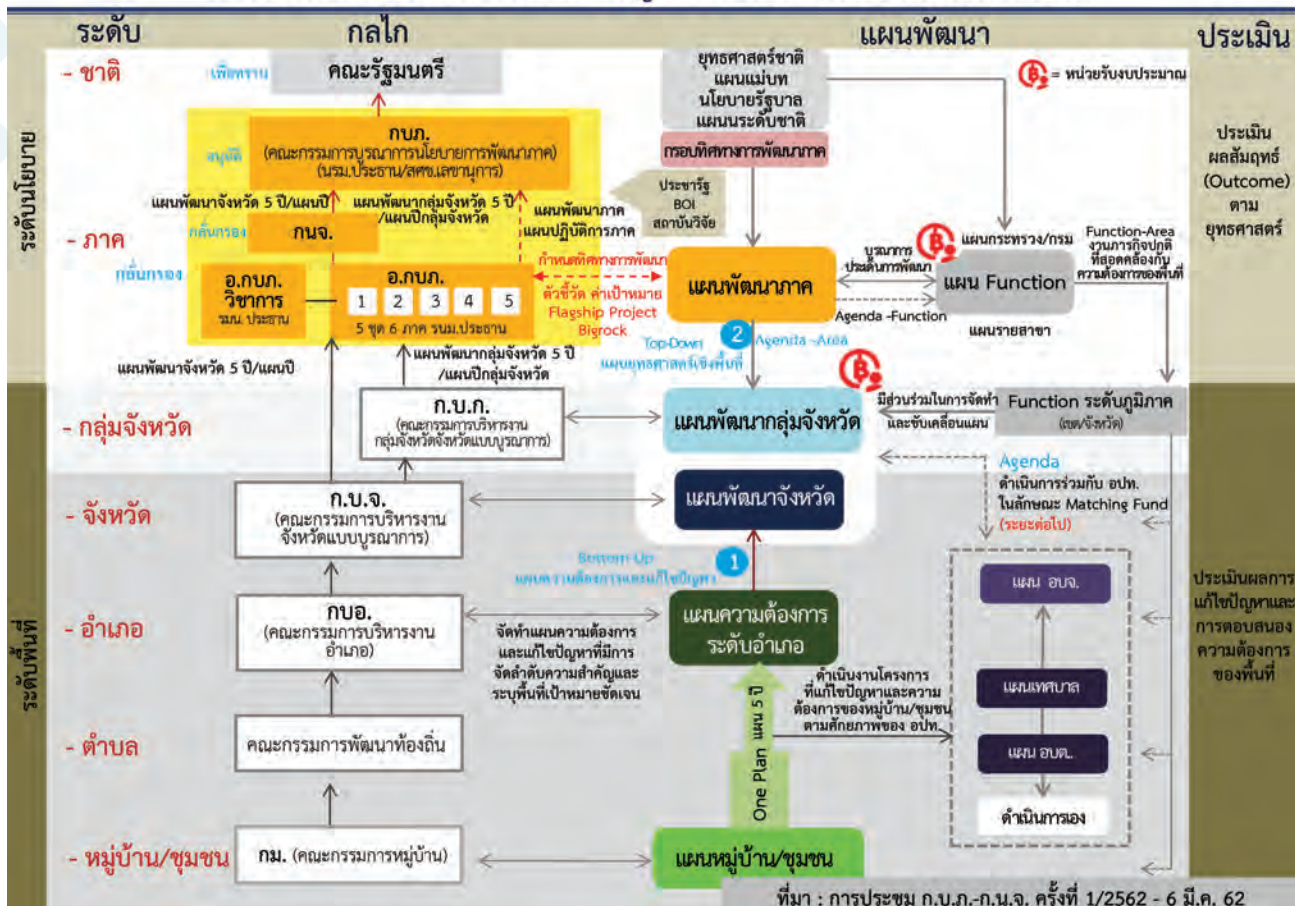 ระดับ
กลไก
แผนพัฒนา
ประเมิน
ระดับนโยบาย
- ชาติ
เพื่อทราบ
คณะรัฐมนตรี
ยุทธศาสตร์ชาติ
แผนแม่บท
นโยบายรัฐบาล
แผนระดับชาติ
= หน่วยรับงบประมาณ
กรอบทิศทางการพัฒนาภาค
อนุมัติ
กบภ.
(คณะกรรมการบูรณาการนโยบายการพัฒนาภาค)
(นรม.ประธาน/สศช.เลขานุการ)
ประชารัฐ
BOI
สถาบันวิจัย
ประเมิน
ผลสัมฤทธ์
(Outcome)
ตาม
ยุทธศาสตร์
แผนพัฒนาจังหวัด 5 ปี/แผนปี
แผนพัฒนากลุ่มจังหวัด 5 ปี
/แผนปีกลุ่มจังหวัด
แผนพัฒนาภาค
แผนปฏิบัติการภาค
- ภาค
กลั่นกรอง
กนจ.
กลั่นกรอง
อ.กบภ.
วิชาการ
รมน. ประธาน
อ.กบภ.
1 2 3 4 5
5 ชุด 6 ภาค รนม.ประธาน
กำหนดทิศทางการพัฒนา
ตัวชี้วัด ค่าเป้าหมาย
Flagship Project
Bigrock
แผนพัฒนาภาค
บูรณาการ
ประเด็นการพัฒนา
Agenda -Function
แผนกระทรวง/กรม
แผน Function
แผนรายสาขา
Function-Area
งานภารกิจปกติ
ที่สอดคล้องกับ
ความต้องการของพื้นที่
2
Top-Down
แผนยุทธศาสตร์เชิงพื้นที่
Agenda -Area
แผนพัฒนาจังหวัด 5 ปี/แผนปี
แผนพัฒนากลุ่มจังหวัด 5 ปี
/แผนปีกลุ่มจังหวัด
- กลุ่มจังหวัด
ก.บ.ก.
(คณะกรรมการบริหารงาน
กลุ่มจังหวัดจังหวัดแบบบูรณาการ)
แผนพัฒนากลุ่มจังหวัด
มีส่วนร่วมในการจัดทำ
และขับเคลื่อนแผน
Function ระดับภูมิภาค
(เขต/จังหวัด)
ระดับพื้นที่
- จังหวัด
ก.บ.จ.
(คณะกรรมการบริหารงาน
จังหวัดแบบบูรณาการ)
แผนพัฒนาจังหวัด
Agenda
ดำเนินการร่วมกับ อปท.
ในลักษณะ Matching Fund
(ระยะต่อไป)
Bottom Up
แผนความต้องการและแก้ไขปัญหา
1
- อำเภอ
กบอ.
(คณะกรรมการบริหารงาน
อำเภอ)
จัดทำแผนความต้องการ
และแก้ไขปัญหาที่มีการ
จัดลำดับความสำคัญและ
ระบุพื้นที่เป้าหมายชัดเจน
แผนความต้องการ
ระดับอำเภอ
แผน อบจ.
ประเมินผลการ
แก้ไขปัญหาและ
การตอบสนอง
ความต้องการ
ของพื้นที่
ดำเนินงานโครงการ
ที่แก้ไขปัญหาและความ
ต้องการของหมู่บ้าน/ชุมชน
ตามศักยภาพของ อปท.
แผนเทศบาล
- ตำบล
คณะกรรมการพัฒนาท้องถิ่น
One Plan แผน 5 ปี
แผน อบต.
ดำเนินการเอง
- หมู่บ้าน/ชุมชน
กม. (คณะกรรมการหมู่บ้าน)
แผนหมู่บ้าน/ชุมชน
ที่มา : การประชุม ก.บ.ภ.-ก.น.จ. ครั้งที่ 1/2562 - 6 มี.ค. 62